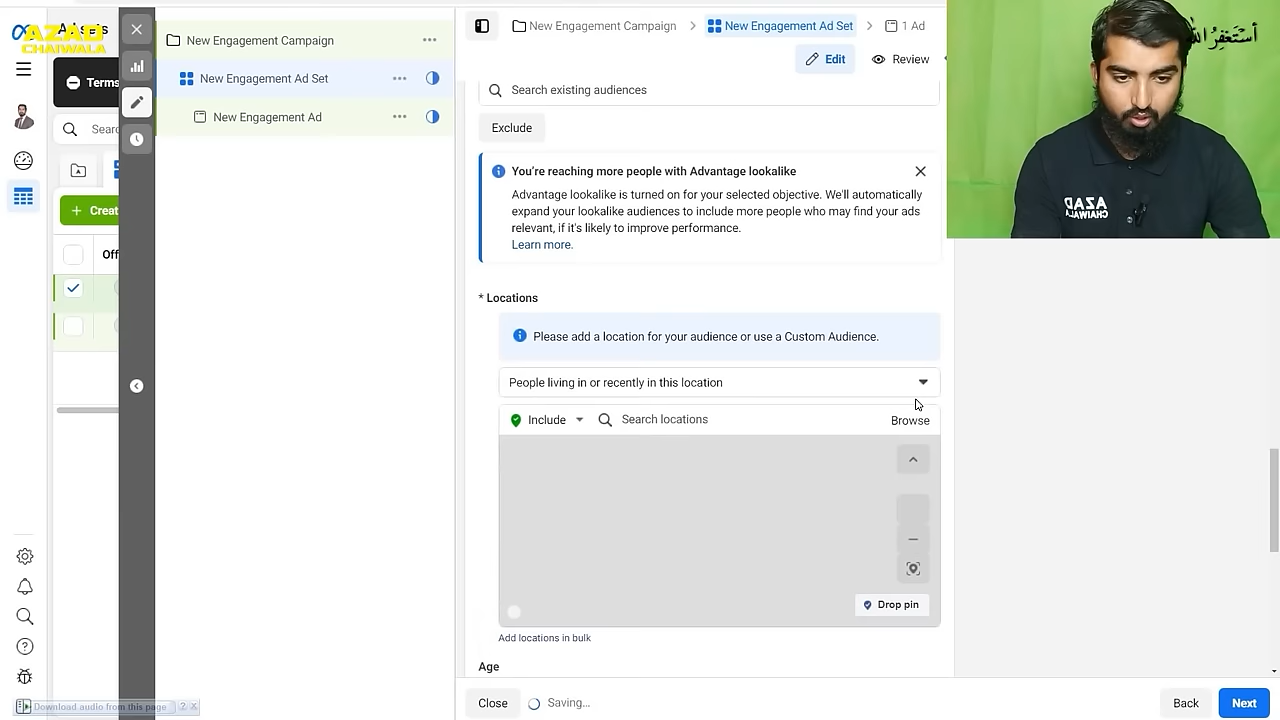 Ad sets
AZAD
CHAIWALA
Terms
Sear
+ Creat
Off
New Engagement Campaign
New Engagement Ad Set
New Engagement Ad
New Engagement Campaign > New Engagement Ad Set > 1 Ad
Edit
Review
Search existing audiences
Exclude
You're reaching more people with Advantage lookalike
Advantage lookalike is turned on for your selected objective. We'll automatically
expand your lookalike audiences to include more people who may find your ads
relevant, if it's likely to improve performance.
Learn more.
* Locations
Please add a location for your audience or use a Custom Audience.
People living in or recently in this location
Include
Search locations
Browse
Drop pin
Add locations in bulk
Age
Close
Saving...
Back
Next
Download audio from this page ? x
أستغفر الله
AZAD
CHAIWALA